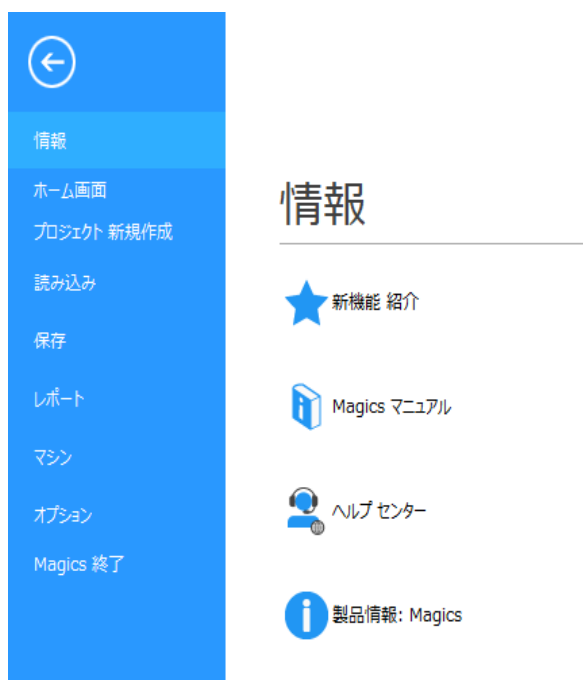 情報
ホーム画面
プロジェクト 新規作成
読み込み
保存
レポート
マシン
オプション
Magics 終了
情報
新機能 紹介
Magics マニュアル
ヘルプ センター
製品情報: Magics